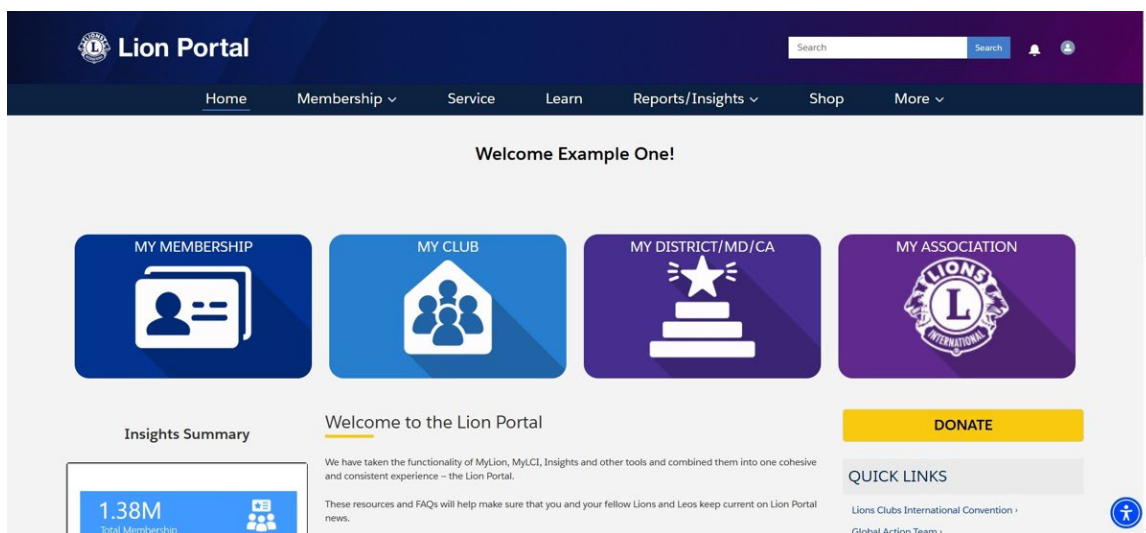 Lion Portal
Search
Search
Home
Membership
Service
Learn
Reports/Insights
Shop
More
Welcome Example One!
MY MEMBERSHIP
MY CLUB
MY DISTRICT/MD/CA
MY ASSOCIATION
LIONS
L
INTERNATIONAL
Insights Summary
1.38M
Total Membership
Welcome to the Lion Portal
We have taken the functionality of MyLion, MyLCI, Insights and other tools and combined them into one cohesive
and consistent experience – the Lion Portal.
These resources and FAQs will help make sure that you and your fellow Lions and Leos keep current on Lion Portal
news.
DONATE
QUICK LINKS
Lions Clubs International Convention ›
Global Action Team ›